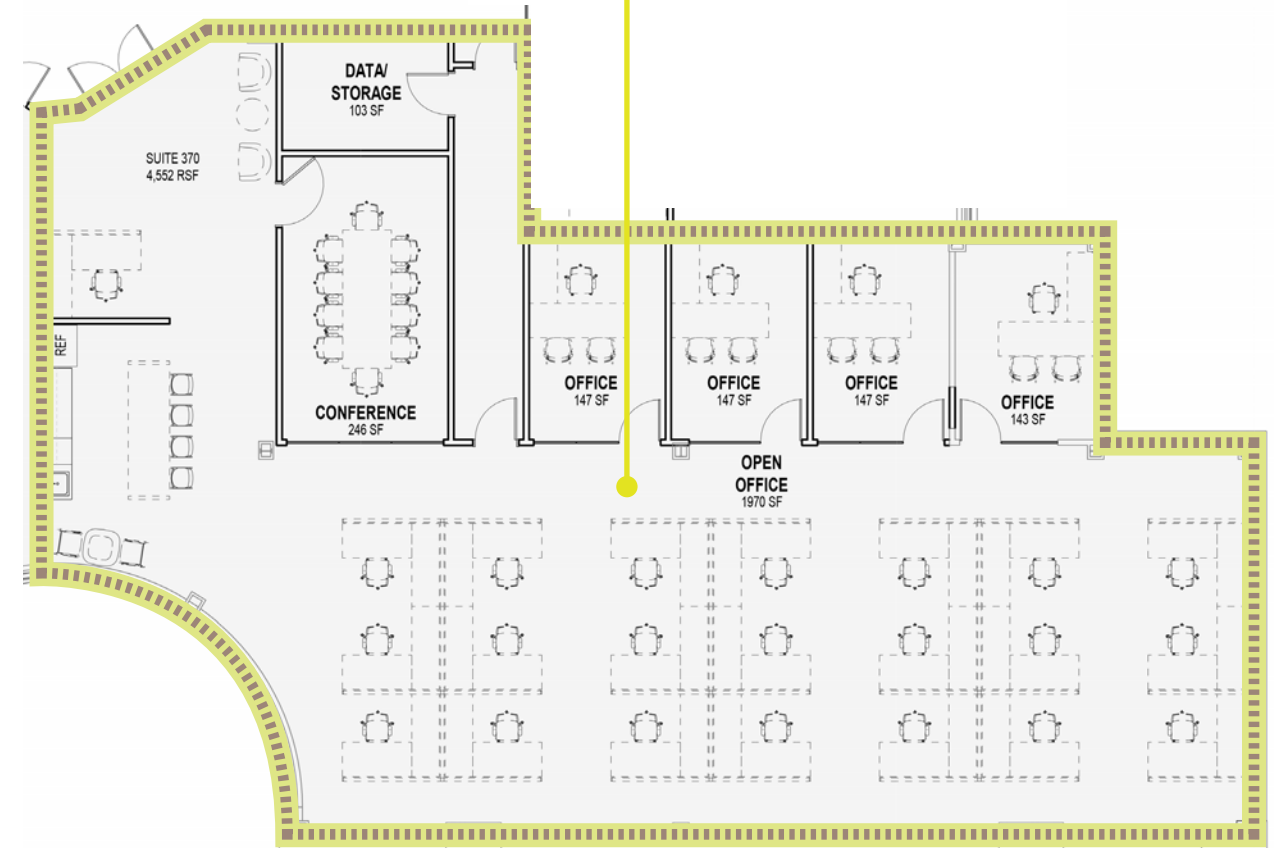 DATA/
STORAGE
103 SF
SUITE 370
4,552 RSF
REF
CONFERENCE
246 SF
OFFICE
147 SF
OFFICE
147 SF
OFFICE
147 SF
OFFICE
143 SF
OPEN
OFFICE
1970 SF